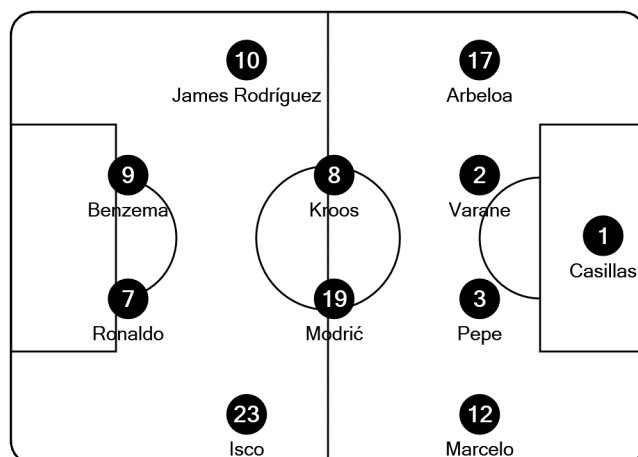 10
James Rodríguez
17
Arbeloa
9
Benzema
8
Kroos
2
Varane
1
Casillas
7
Ronaldo
19
Modrić
3
Pepe
23
Isco
12
Marcelo